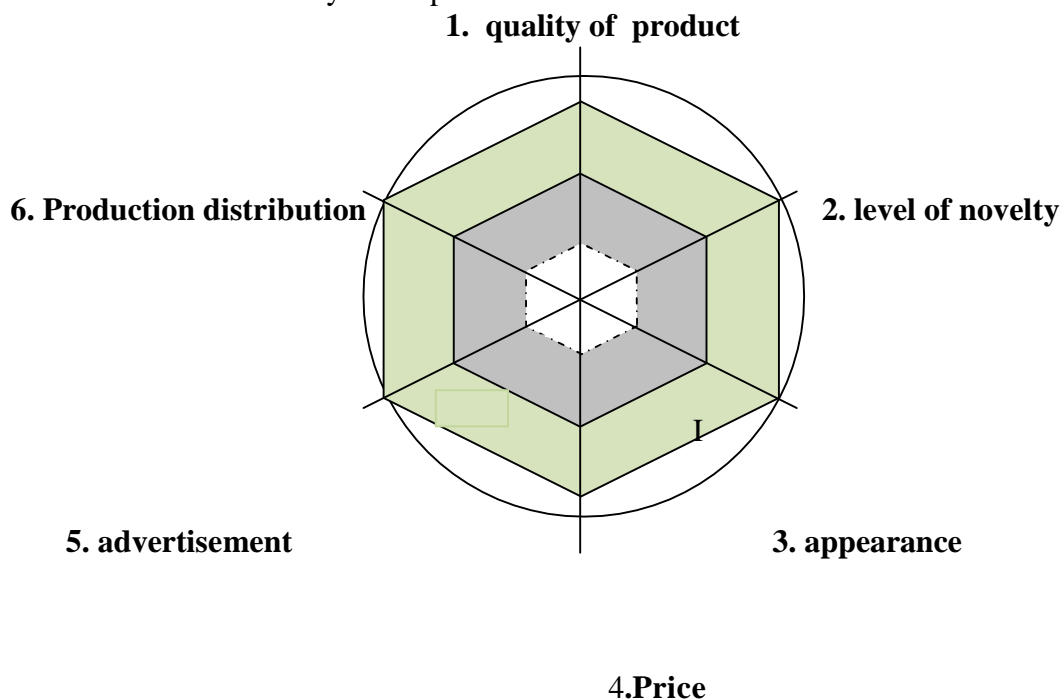 1. quality of product
6. Production distribution
2. level of novelty
I
5. advertisement
3. appearance
4.Price